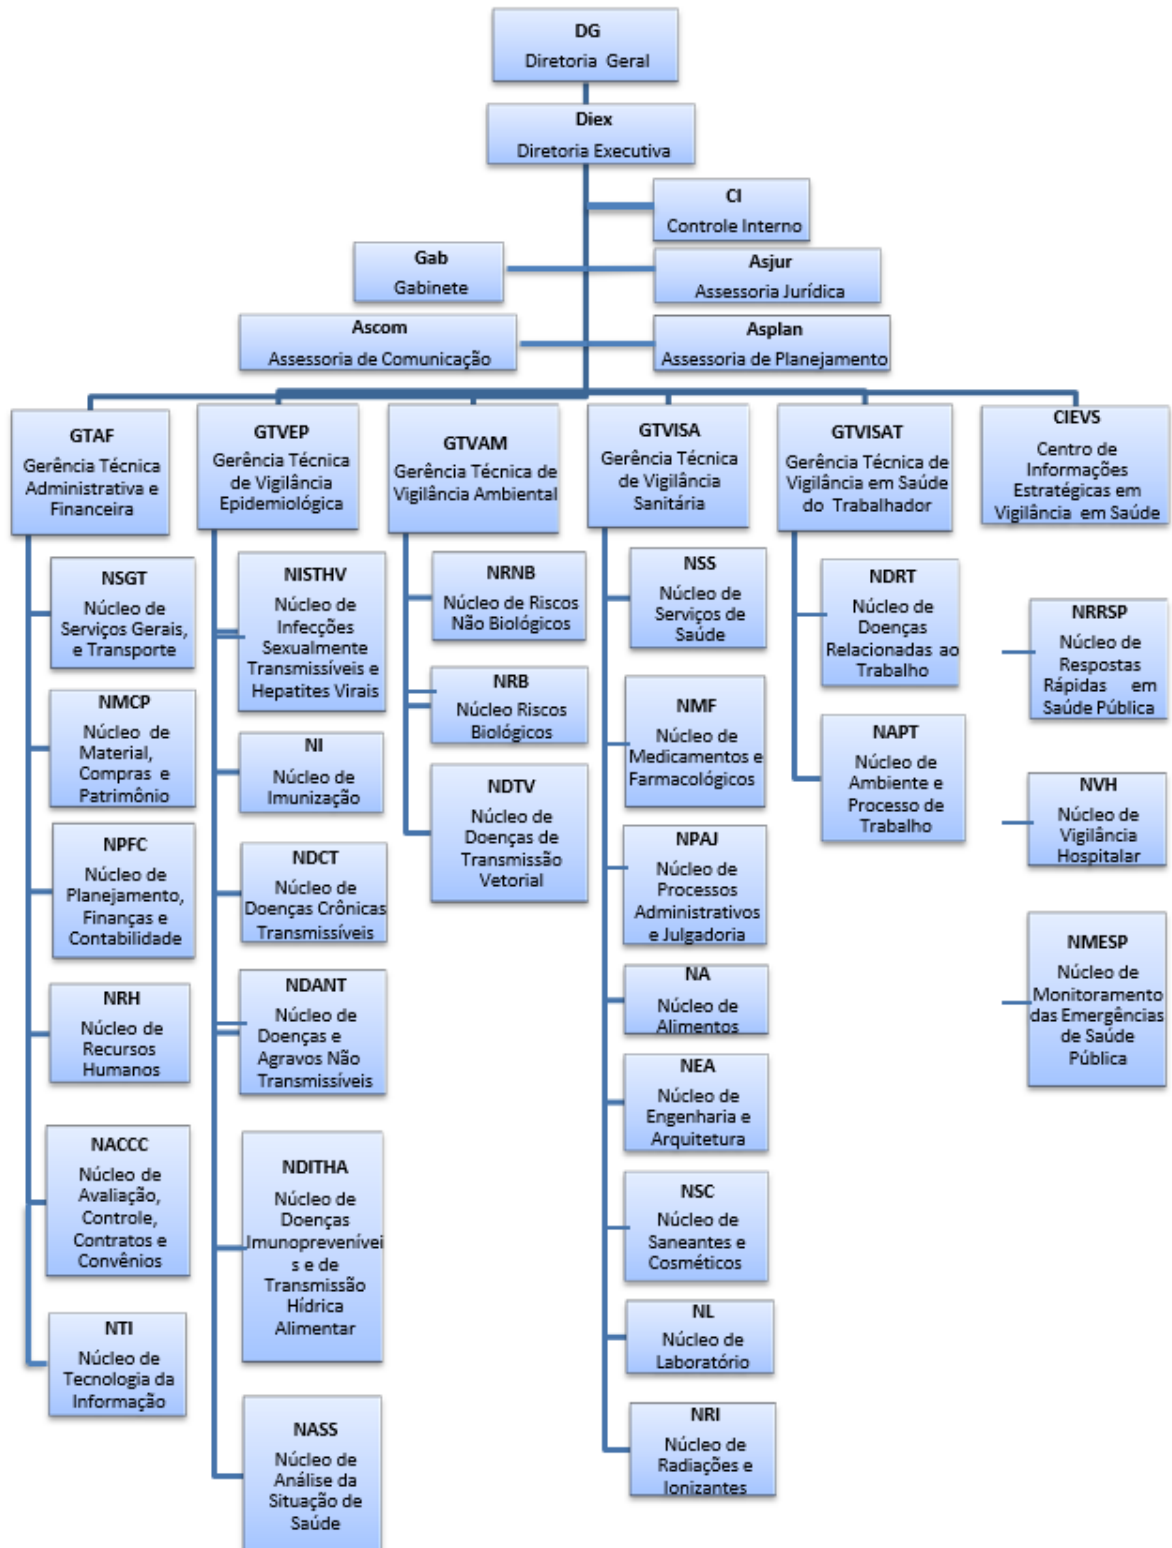 DG
Diretoria Geral
Diex
Diretoria Executiva
CI
Controle Interno
Gab
Gabinete
Asjur
Assessoria Jurídica
Ascom
Assessoria de Comunicação
Asplan
Assessoria de Planejamento
GTAF
Gerência Técnica
Administrativa e
Financeira
NSGT
Núcleo de
Serviços Gerais,
e Transporte
NMCP
Núcleo de
Material,
Compras e
Patrimônio
NPFC
Núcleo de
Planejamento,
Finanças e
Contabilidade
NRH
Núcleo de
Recursos
Humanos
NACCC
Núcleo de
Avaliação,
Controle,
Contratos e
Convênios
NTI
Núcleo de
Tecnologia da
Informação
GTVEP
Gerência Técnica
de Vigilância
Epidemiológica
NISTHV
Núcleo de
Infecções
Sexualmente
Transmissíveis e
Hepatites Virais
NI
Núcleo de
Imunização
NDCT
Núcleo de
Doenças Crônicas
Transmissíveis
NDANT
Núcleo de
Doenças e
Agravos Não
Transmissíveis
NDITHA
Núcleo de
Doenças
Imunoprevenívei
s e de
Transmissão
Hídrica
Alimentar
NASS
Núcleo de
Análise da
Situação de
Saúde
GTVAM
Gerência Técnica de
Vigilância Ambiental
NRNB
Núcleo de Riscos
Não Biológicos
NRB
Núcleo Riscos
Biológicos
NDTV
Núcleo de
Doenças de
Transmissão
Vetorial
GTVISA
Gerência Técnica
de Vigilância
Sanitária
NSS
Núcleo de
Serviços de
Saúde
NMF
Núcleo de
Medicamentos e
Farmacológicos
NPAJ
Núcleo de
Processos
Administrativos
e Julgadoria
NA
Núcleo de
Alimentos
NEA
Núcleo de
Engenharia e
Arquitetura
NSC
Núcleo de
Saneantes e
Cosméticos
NL
Núcleo de
Laboratório
NRI
Núcleo de
Radiações e
Ionizantes
GTVISAT
Gerência Técnica de
Vigilância em Saúde
do Trabalhador
NDRT
Núcleo de
Doenças
Relacionadas ao
Trabalho
NAPT
Núcleo de
Ambiente e
Processo de
Trabalho
CIEVS
Centro de
Informações
Estratégicas em
Vigilância em Saúde
NRRSP
Núcleo de
Respostas
Rápidas em
Saúde Pública
NVH
Núcleo de
Vigilância
Hospitalar
NMESP
Núcleo de
Monitoramento
das Emergências
de Saúde
Pública